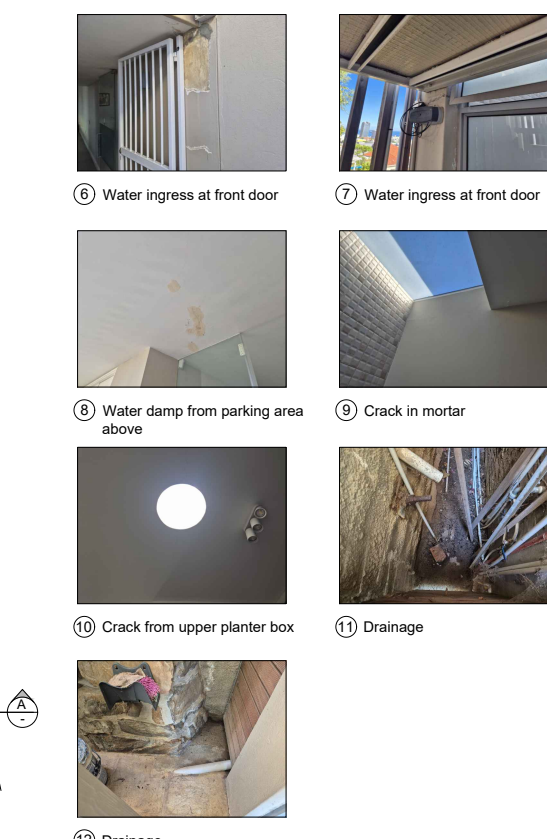 6 Water ingress at front door
7 Water ingress at front door
8 Water damp from parking area
above
9 Crack in mortar
10 Crack from upper planter box
11 Drainage
A
-
12 Drainage